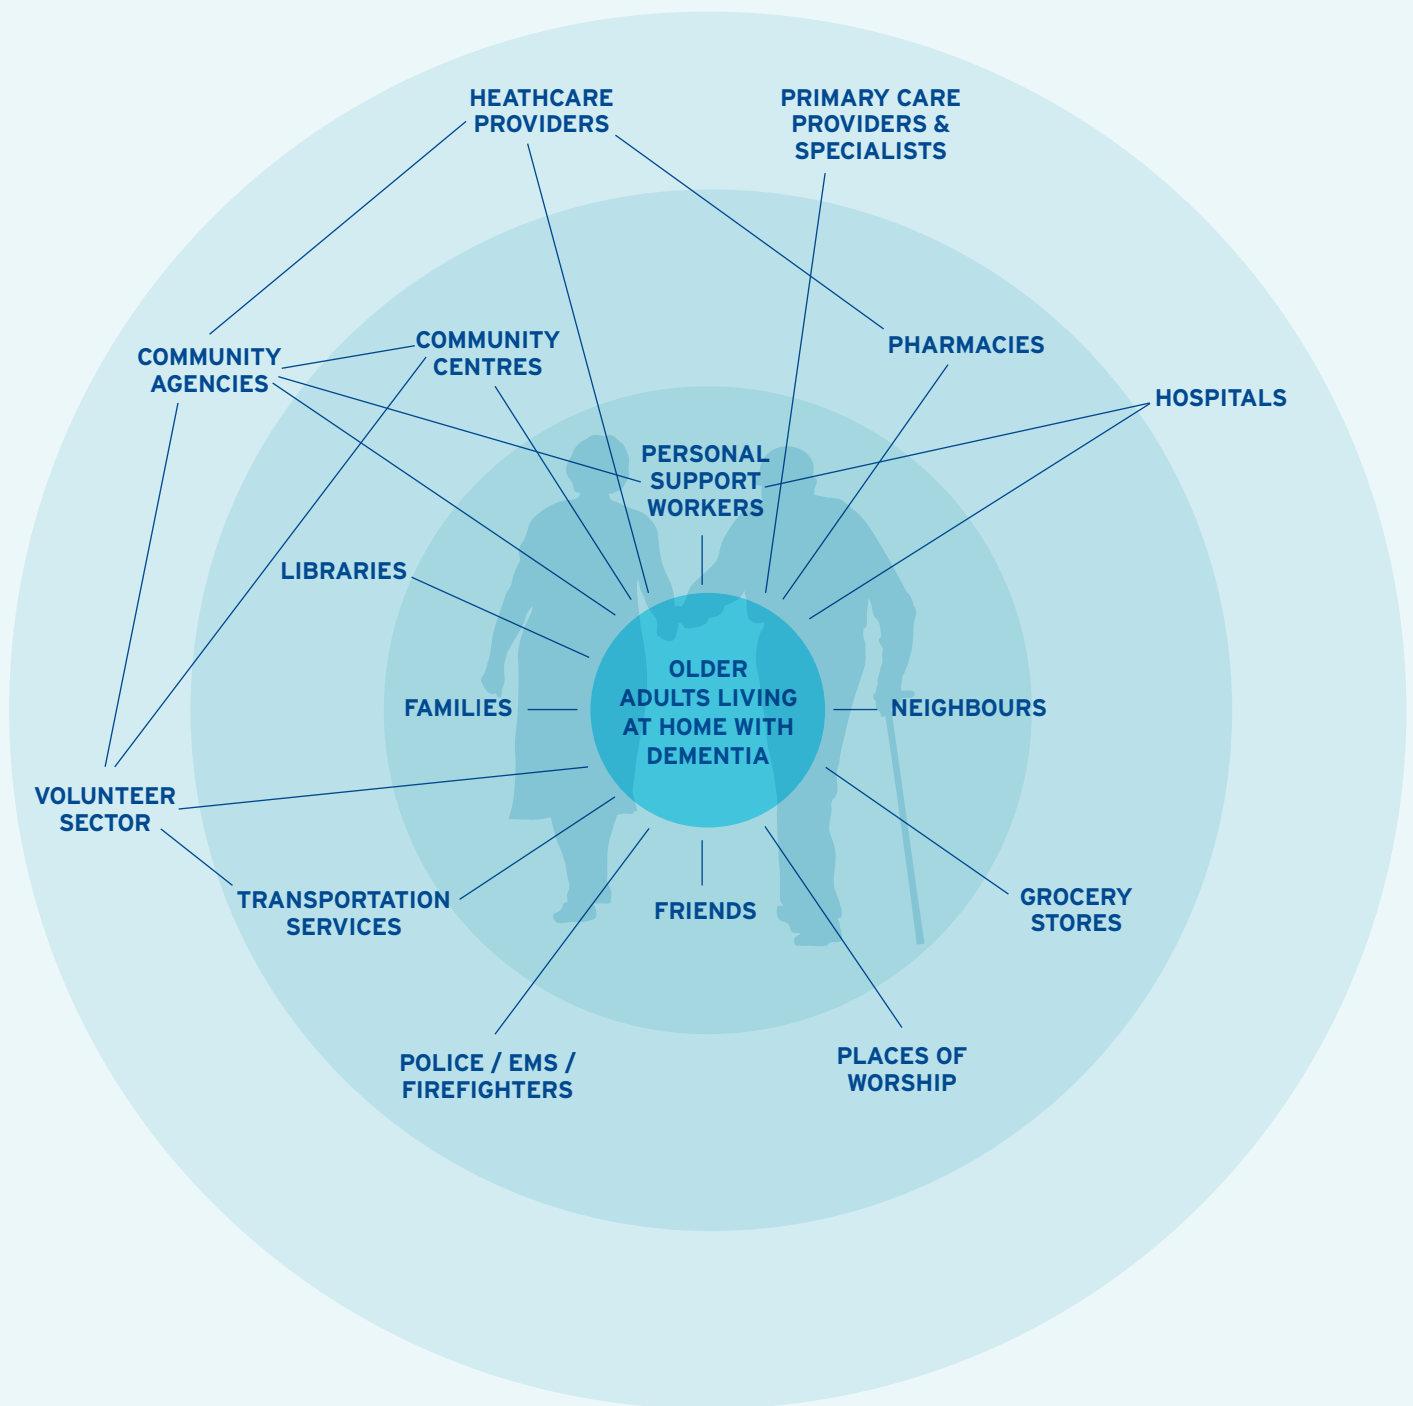 HEATHCARE
PROVIDERS
PRIMARY CARE
PROVIDERS &
SPECIALISTS
COMMUNITY
AGENCIES
COMMUNITY
CENTRES
PHARMACIES
HOSPITALS
PERSONAL
SUPPORT
WORKERS
LIBRARIES
FAMILIES
OLDER
ADULTS LIVING
AT HOME WITH
DEMENTIA
NEIGHBOURS
VOLUNTEER
SECTOR
TRANSPORTATION
SERVICES
FRIENDS
GROCERY
STORES
POLICE / EMS /
FIREFIGHTERS
PLACES OF
WORSHIP